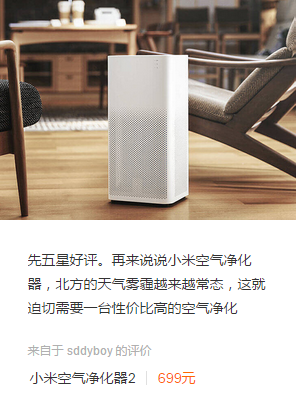 先五星好评。再来说说小米空气净化
器，北方的天气雾霾越来越常态，这就
迫切需要一台性价比高的空气净化
来自于 sddyboy 的评价
小米空气净化器2 | 699元